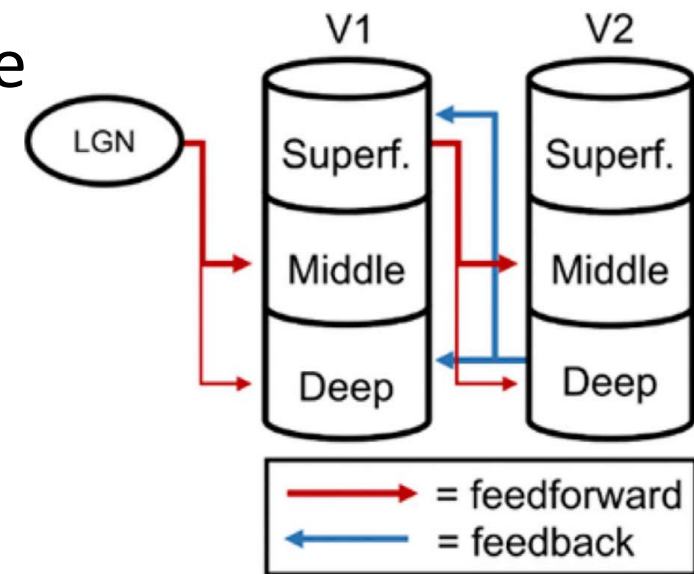 e
V1 V2
LGN
Superf. Superf.
Middle Middle
Deep Deep
= feedforward
= feedback